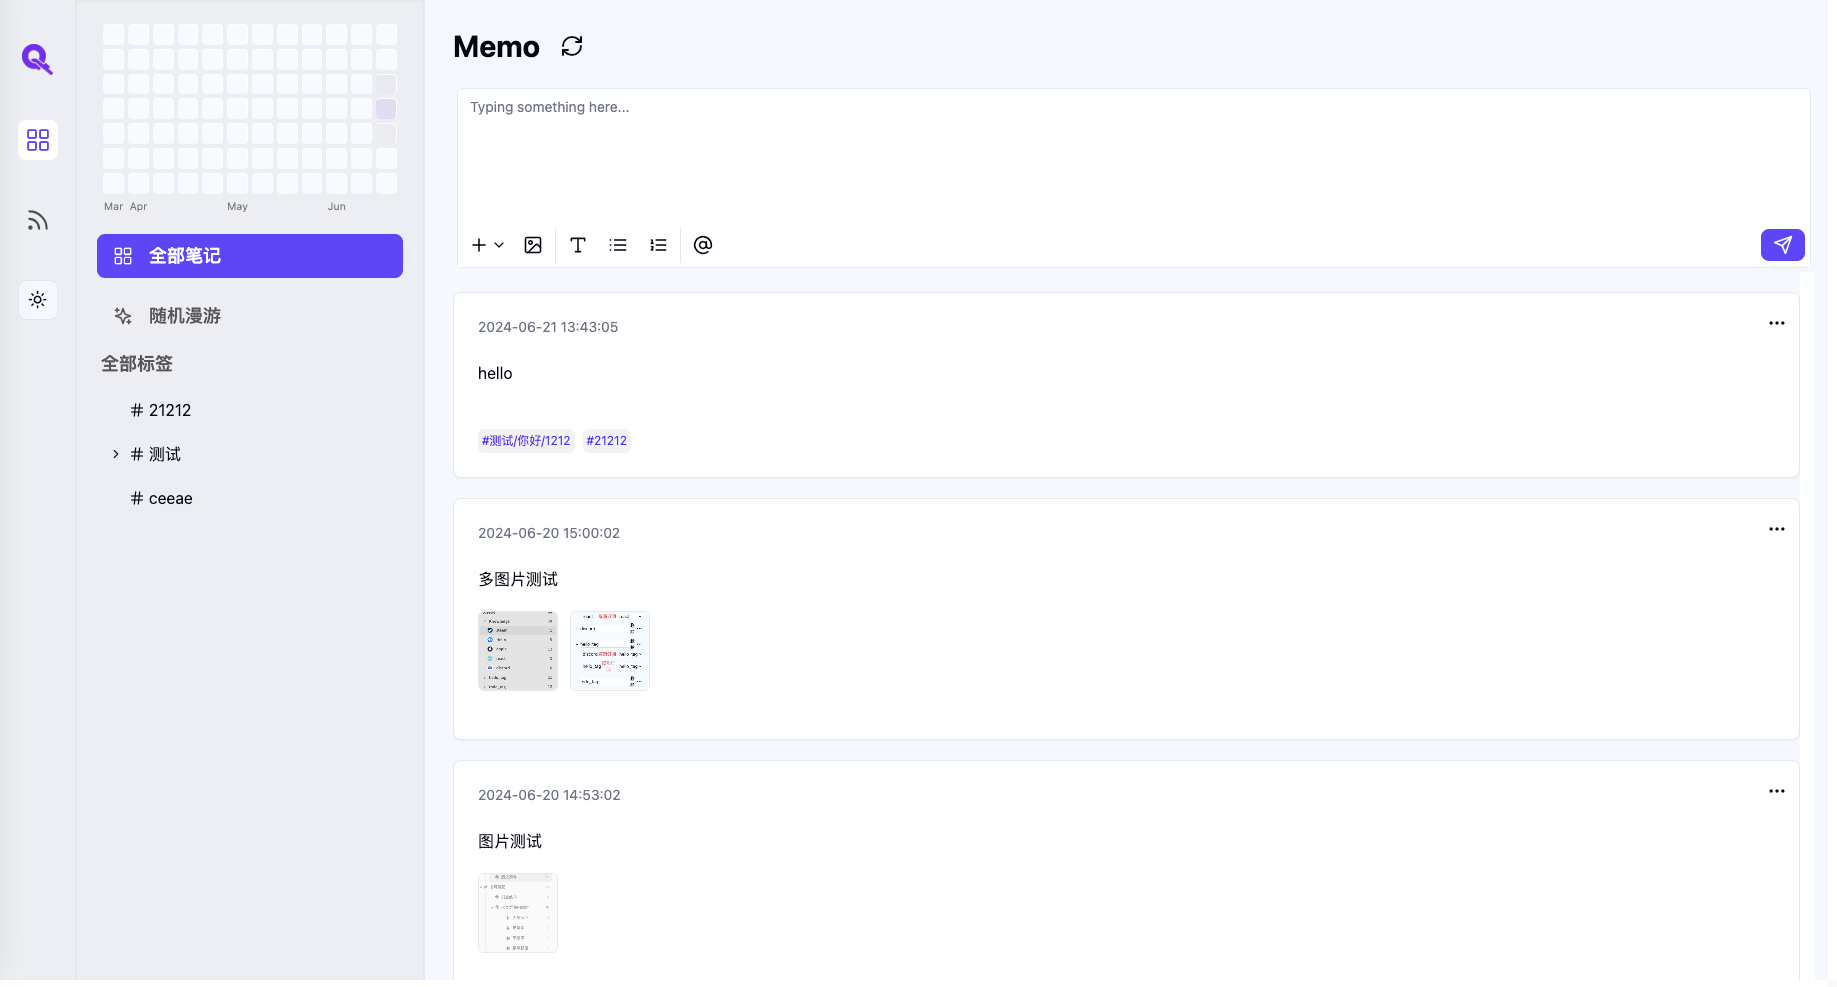 Mar Apr May Jun
全部笔记
随机漫游
全部标签
# 21212
# 测试
# ceeae
Memo
Typing something here...
2024-06-21 13:43:05
hello
#测试/你好/1212 #21212
2024-06-20 15:00:02
多图片测试
2024-06-20 14:53:02
图片测试